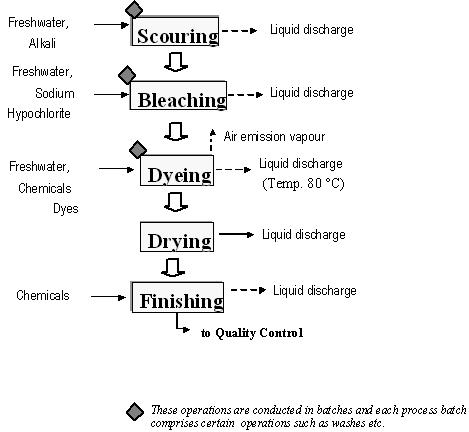 Freshwater,
Alkali
Scouring
Liquid discharge
Freshwater,
Sodium
Hypochlorite
Bleaching
Liquid discharge
Air emission vapour
Freshwater,
Chemicals
Dyes
Dyeing
Liquid discharge
(Temp. 80 °C)
Drying
Liquid discharge
Chemicals
Finishing
Liquid discharge
to Quality Control
These operations are conducted in batches and each process batch
comprises certain operations such as washes etc.